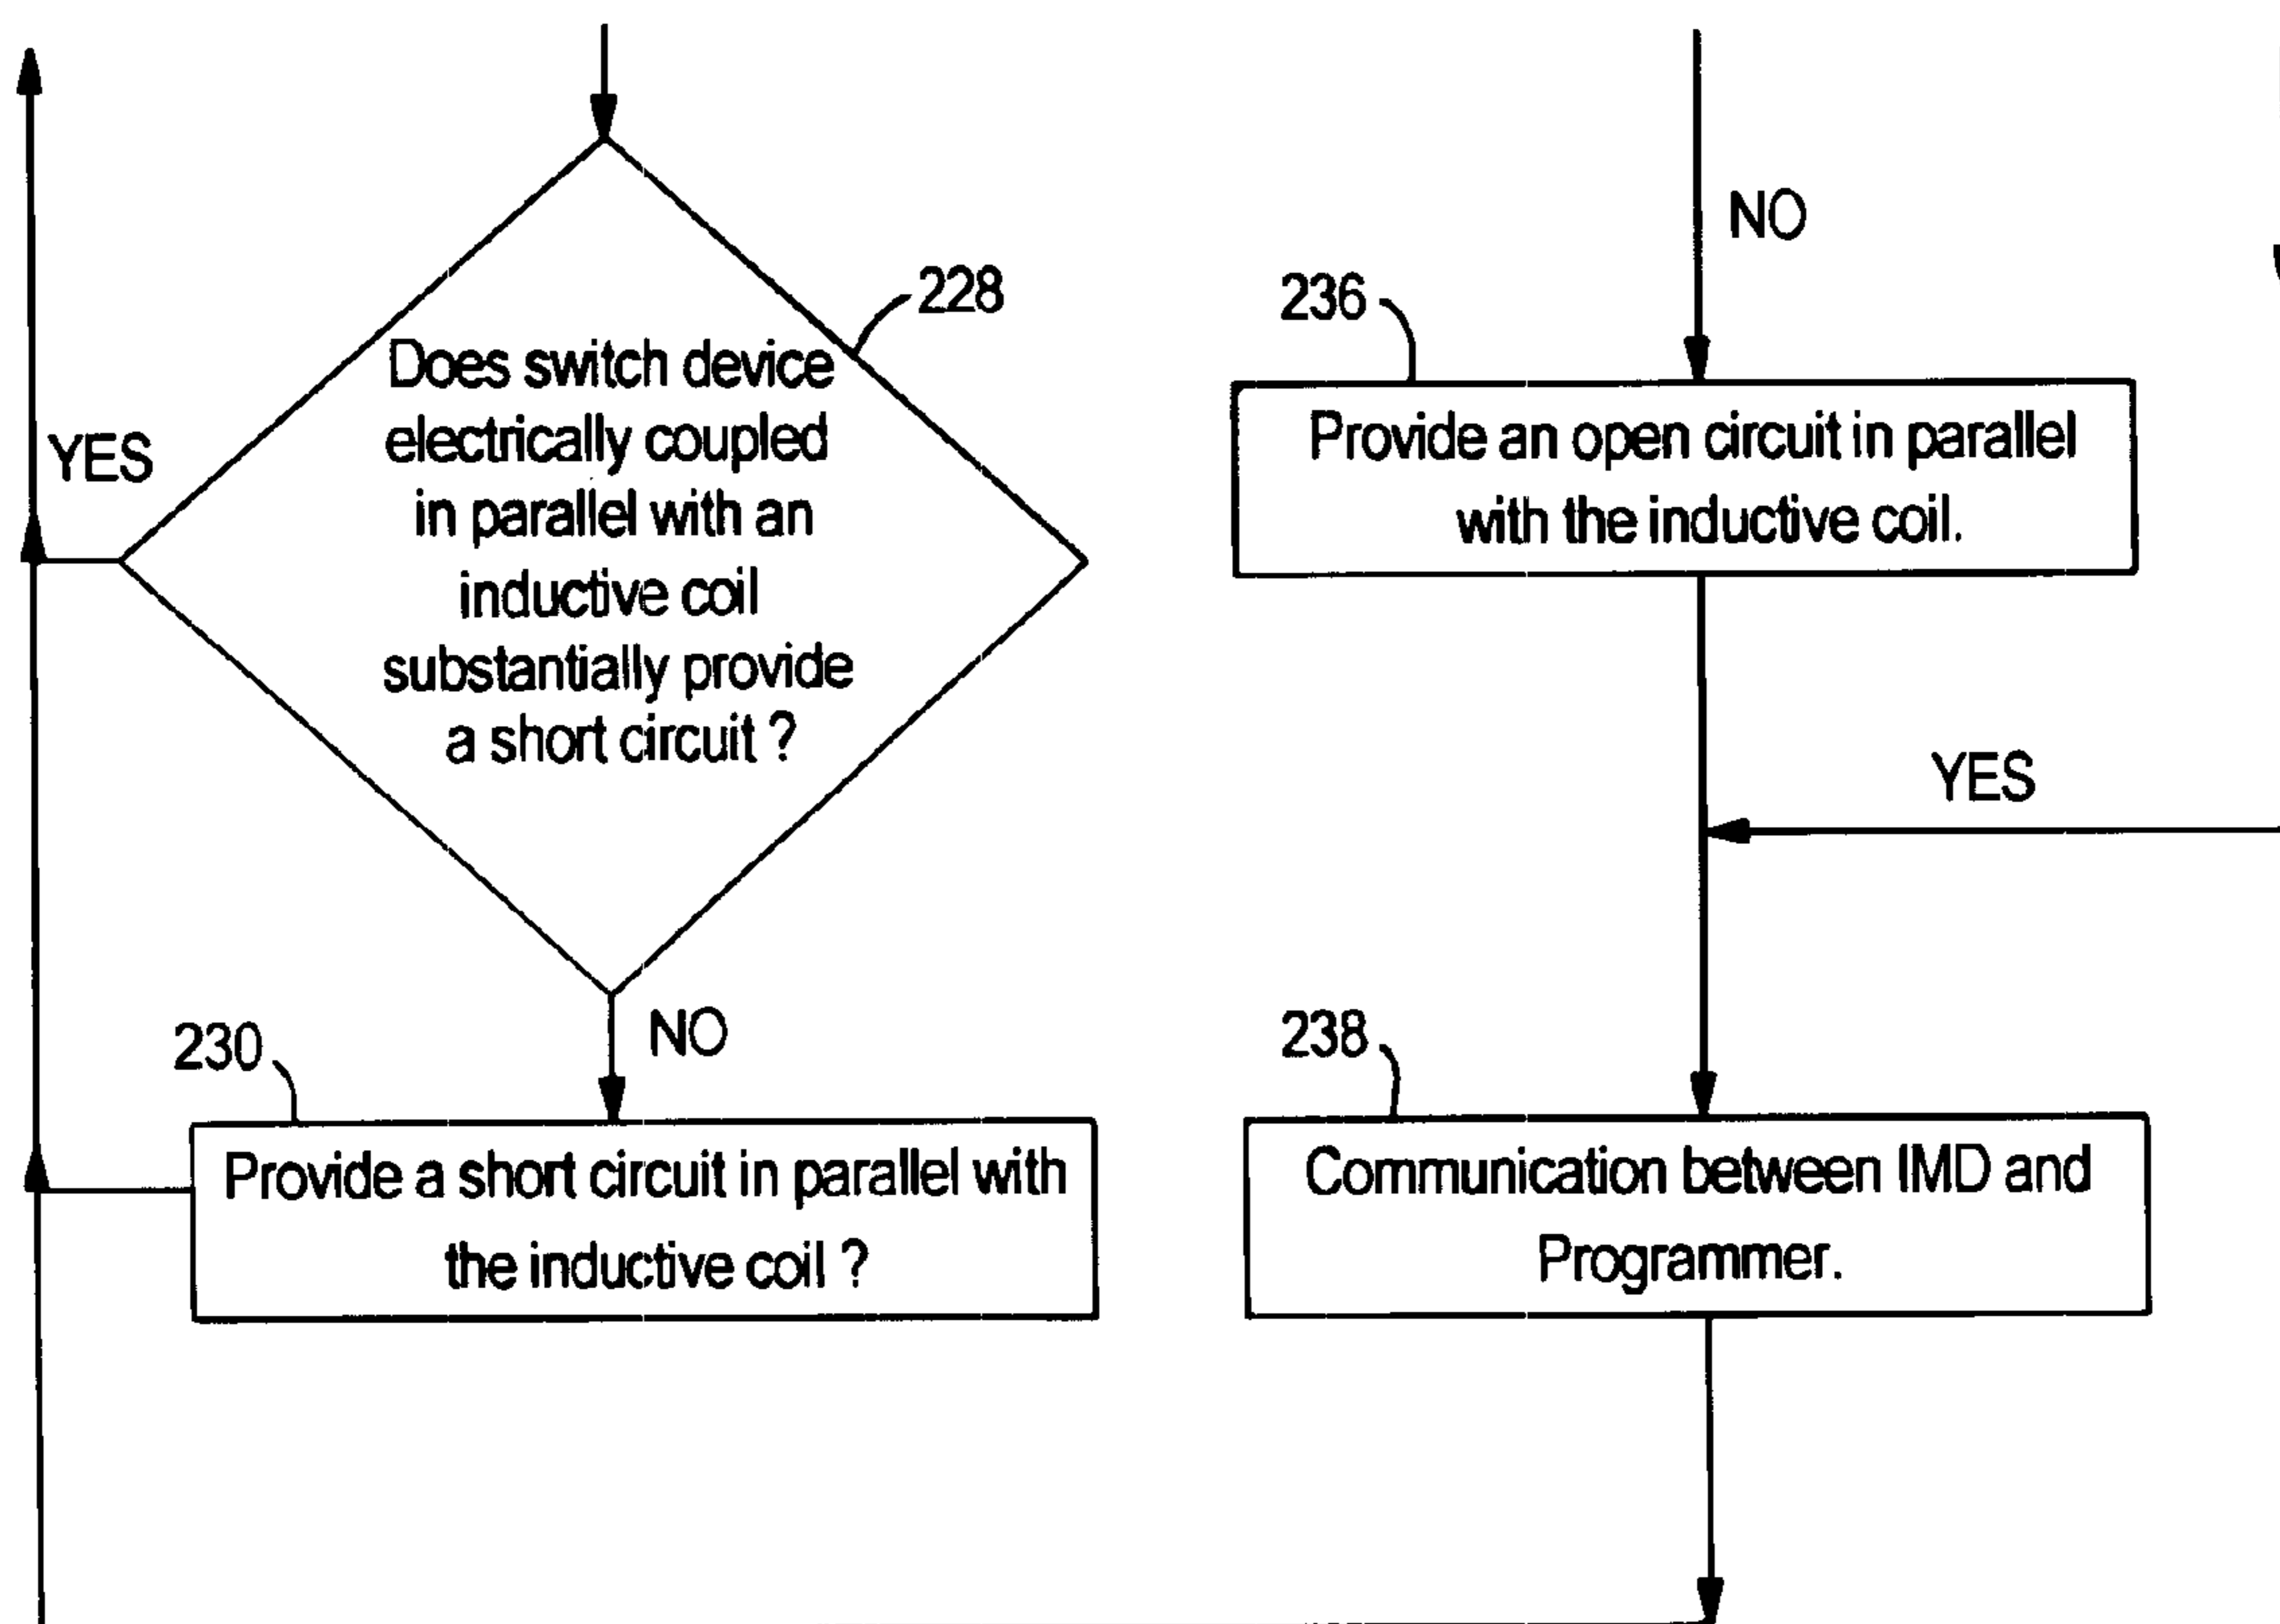 228
Does switch device
electrically coupled
in parallel with an
inductive coil
substantially provide
a short circuit ?
YES
NO
230
Provide a short circuit in parallel with
the inductive coil ?
NO
236
Provide an open circuit in parallel
with the inductive coil.
YES
238
Communication between IMD and
Programmer.